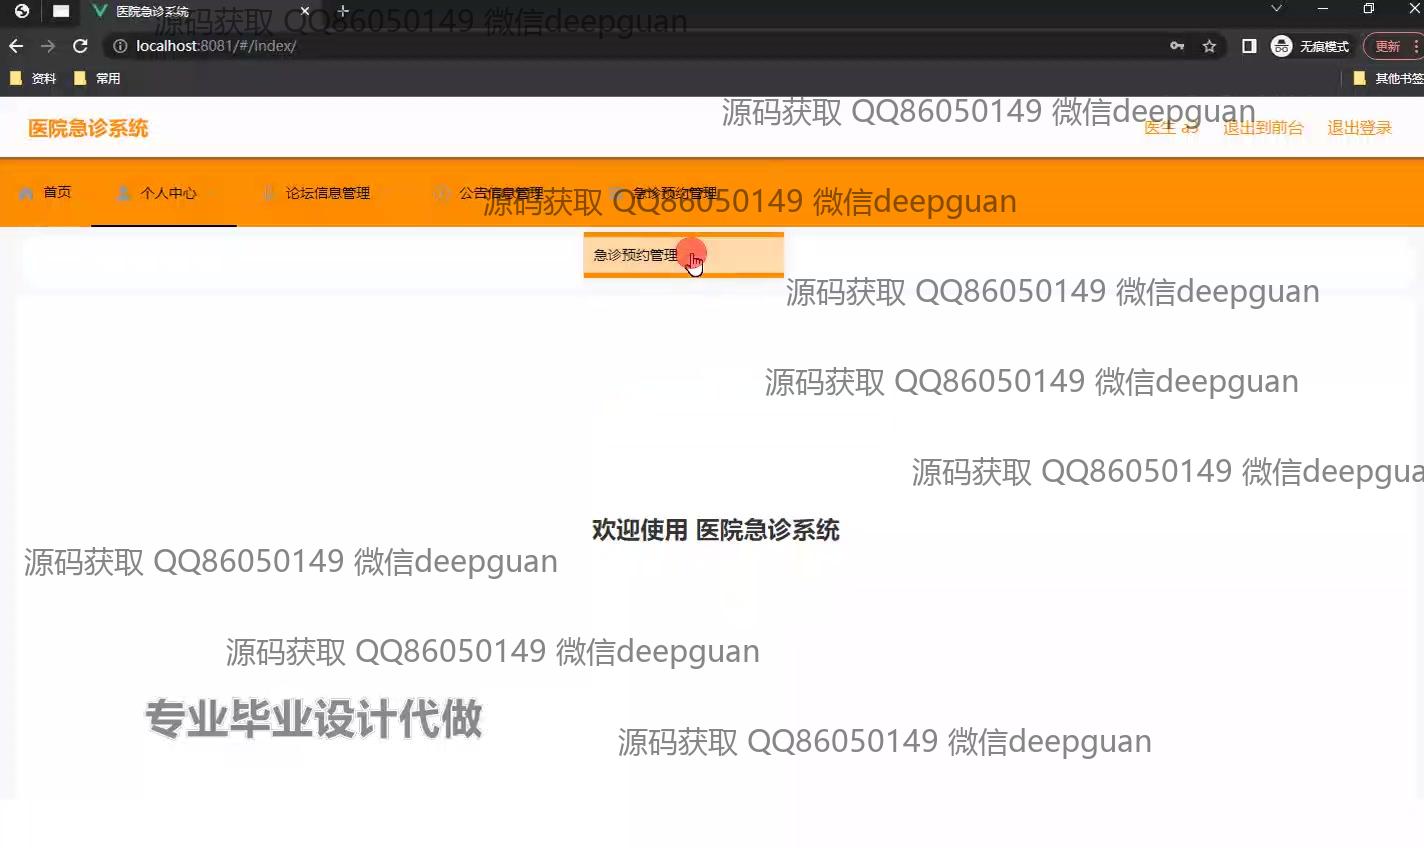 医院急诊系统
源码获取 QQ86050149 微信deepguan
localhost:8081/#/index/
无痕模式
更新
资料
常用
其他书签
源码获取 QQ86050149 微信deepguan
医院急诊系统
医生 a5
退出到前台
退出登录
首页
个人中心
论坛信息管理
公告信息管理
急诊预约管理
源码获取 QQ86050149 微信deepguan
急诊预约管理
源码获取 QQ86050149 微信deepguan
源码获取 QQ86050149 微信deepguan
源码获取 QQ86050149 微信deepgua
欢迎使用 医院急诊系统
源码获取 QQ86050149 微信deepguan
源码获取 QQ86050149 微信deepguan
专业毕业设计代做
源码获取 QQ86050149 微信deepguan